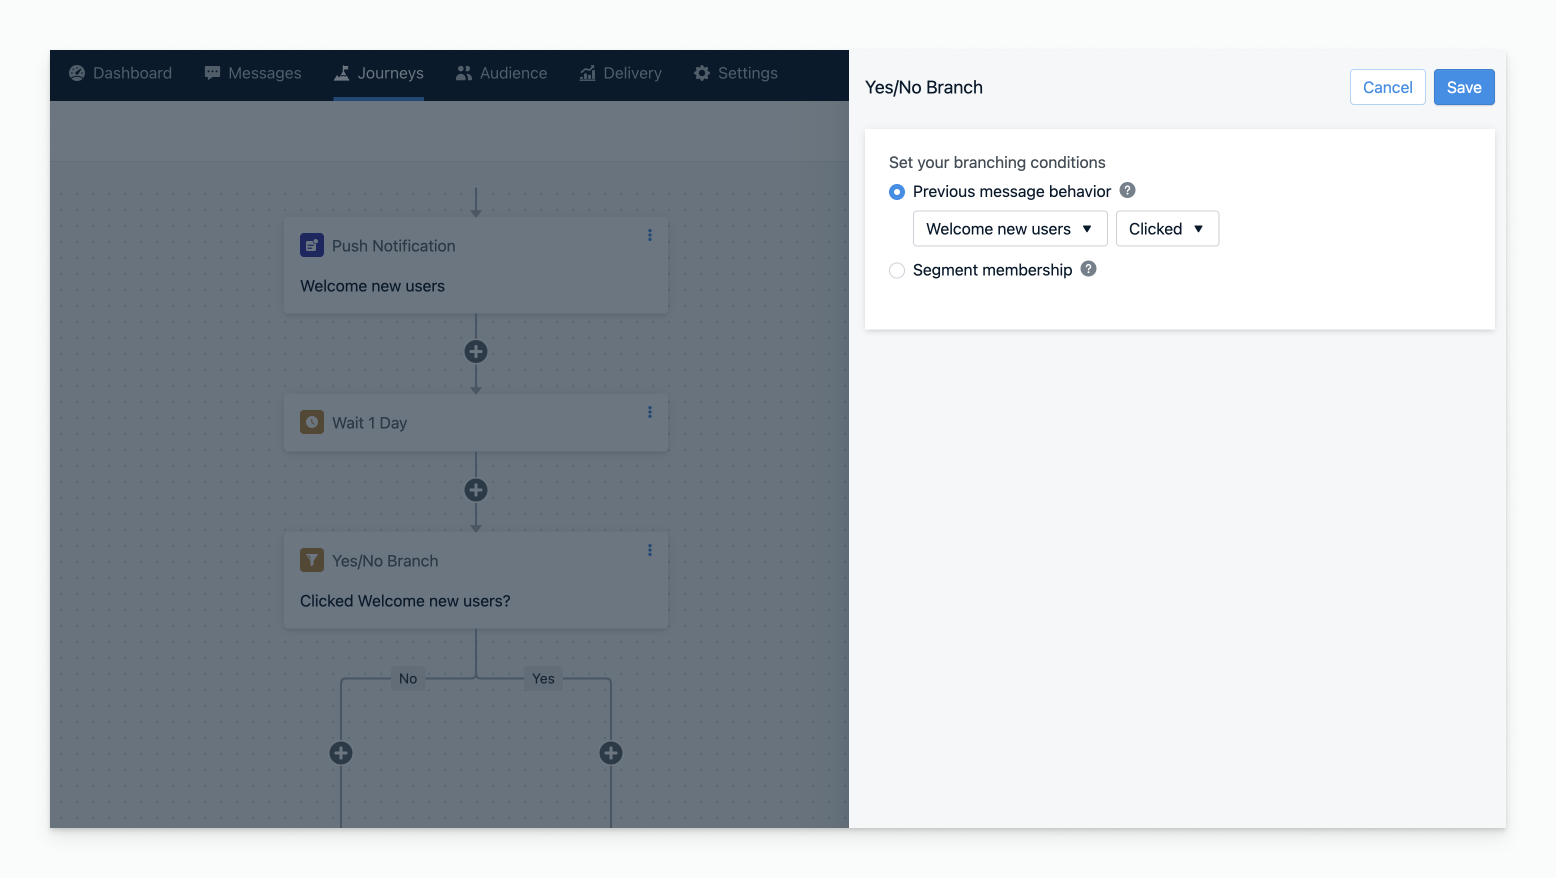 Dashboard Messages Journeys Audience Delivery Settings
Push Notification
Welcome new users
Wait 1 Day
Yes/No Branch
Clicked Welcome new users?
No Yes
Yes/No Branch Cancel Save
Set your branching conditions
Previous message behavior ?
Welcome new users Clicked
Segment membership ?